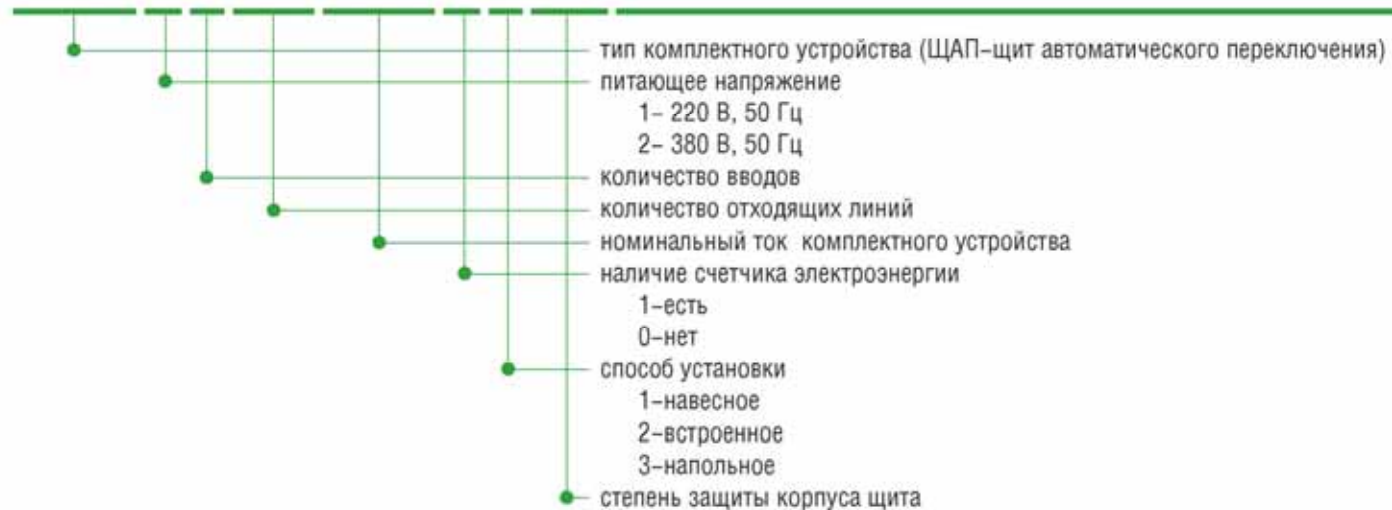 тип комплектного устройства (ЩАП–щит автоматического переключения)
питающее напряжение
1– 220 В, 50 Гц
2– 380 В, 50 Гц
количество вводов
количество отходящих линий
номинальный ток комплектного устройства
наличие счетчика электроэнергии
1–есть
0–нет
способ установки
1–навесное
2–встроенное
3–напольное
степень защиты корпуса щита